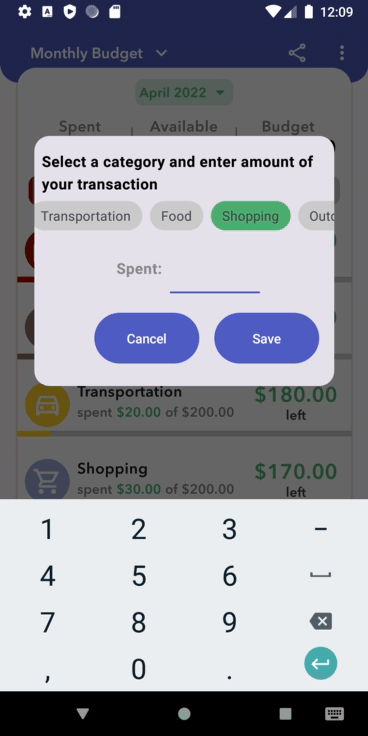 12:09
Monthly Budget
April 2022
Spent Available Budget
Select a category and enter amount of
your transaction
Transportation Food Shopping Outd
Spent:
Cancel Save
Transportation $180.00
spent $20.00 of $200.00 left
Shopping $170.00
spent $30.00 of $200.00 left
1 2 3 –
4 5 6
7 8 9
, 0 .